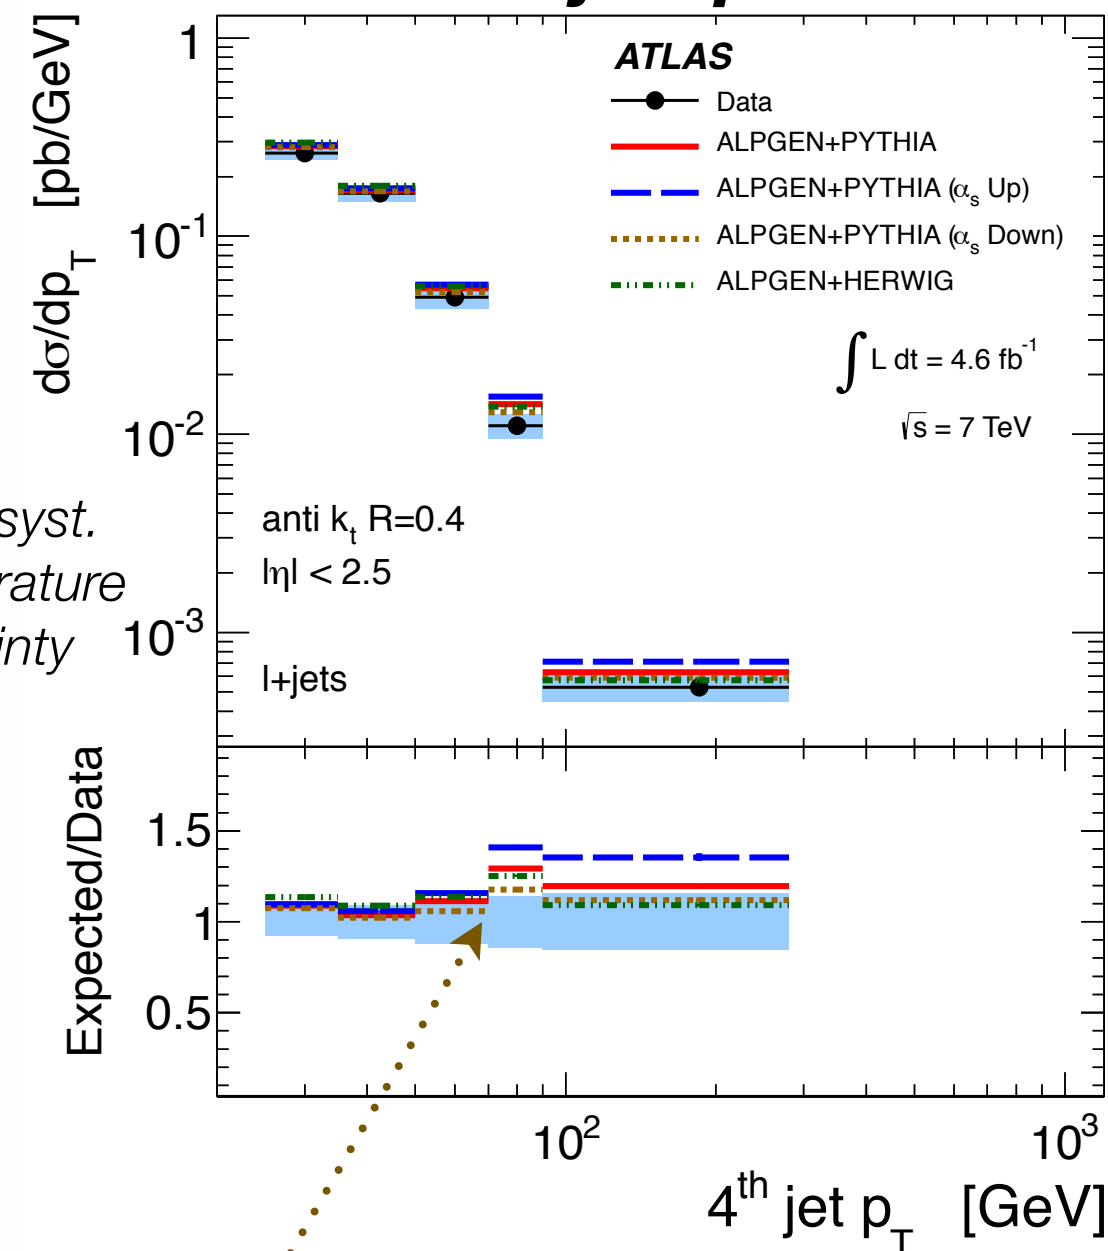 ATLAS
Data
ALPGEN+PYTHIA
ALPGEN+PYTHIA (αs Up)
ALPGEN+PYTHIA (αs Down)
ALPGEN+HERWIG
∫ L dt = 4.6 fb-1
√s = 7 TeV
anti kt R=0.4
|η| < 2.5
l+jets
dσ/dpT [pb/GeV]
1
10-1
10-2
10-3
syst.
Expected/Data
1.5
1
0.5
102
103
4th jet pT [GeV]